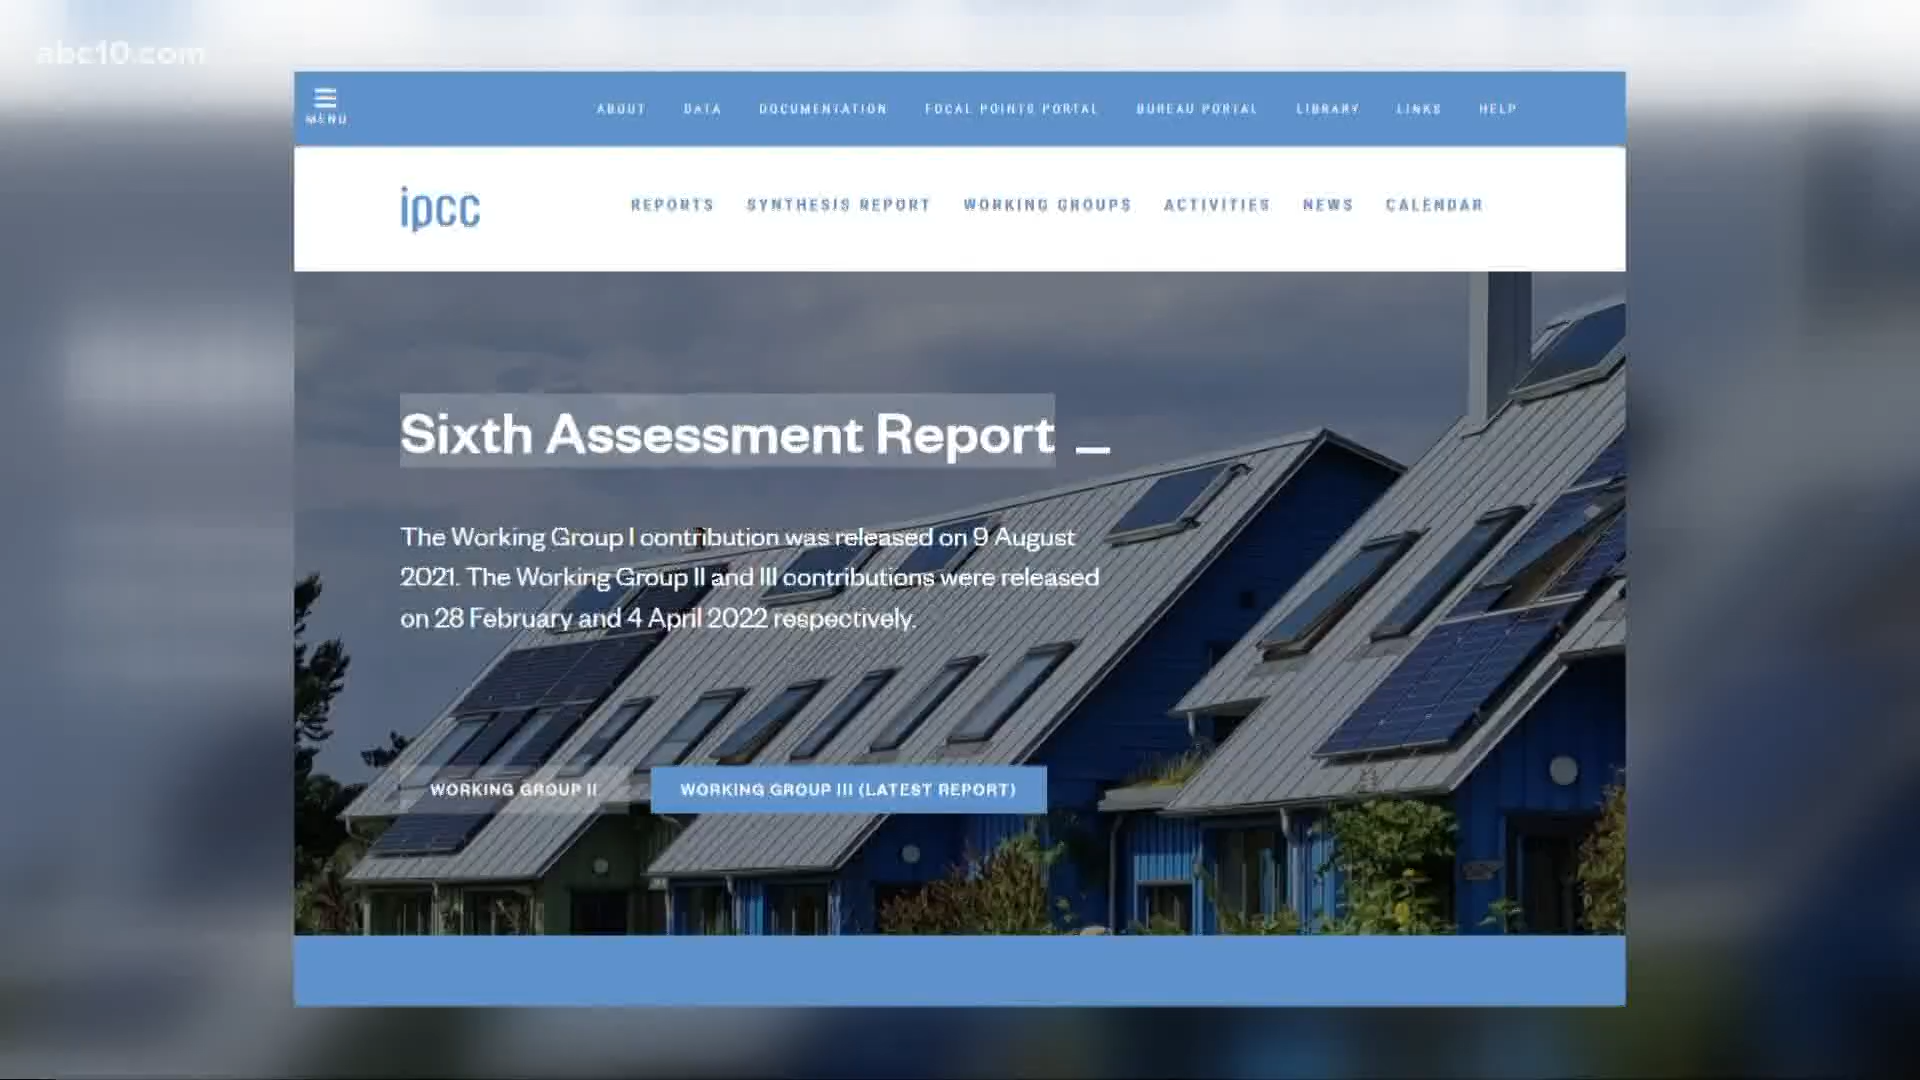 abc10.com
MENU
ABOUT DATA DOCUMENTATION FOCAL POINTS PORTAL BUREAU PORTAL LIBRARY LINKS HELP
ipcc
REPORTS SYNTHESIS REPORT WORKING GROUPS ACTIVITIES NEWS CALENDAR
Sixth Assessment Report
The Working Group I contribution was released on 9 August
2021. The Working Group II and III contributions were released
on 28 February and 4 April 2022 respectively.
WORKING GROUP II
WORKING GROUP III (LATEST REPORT)